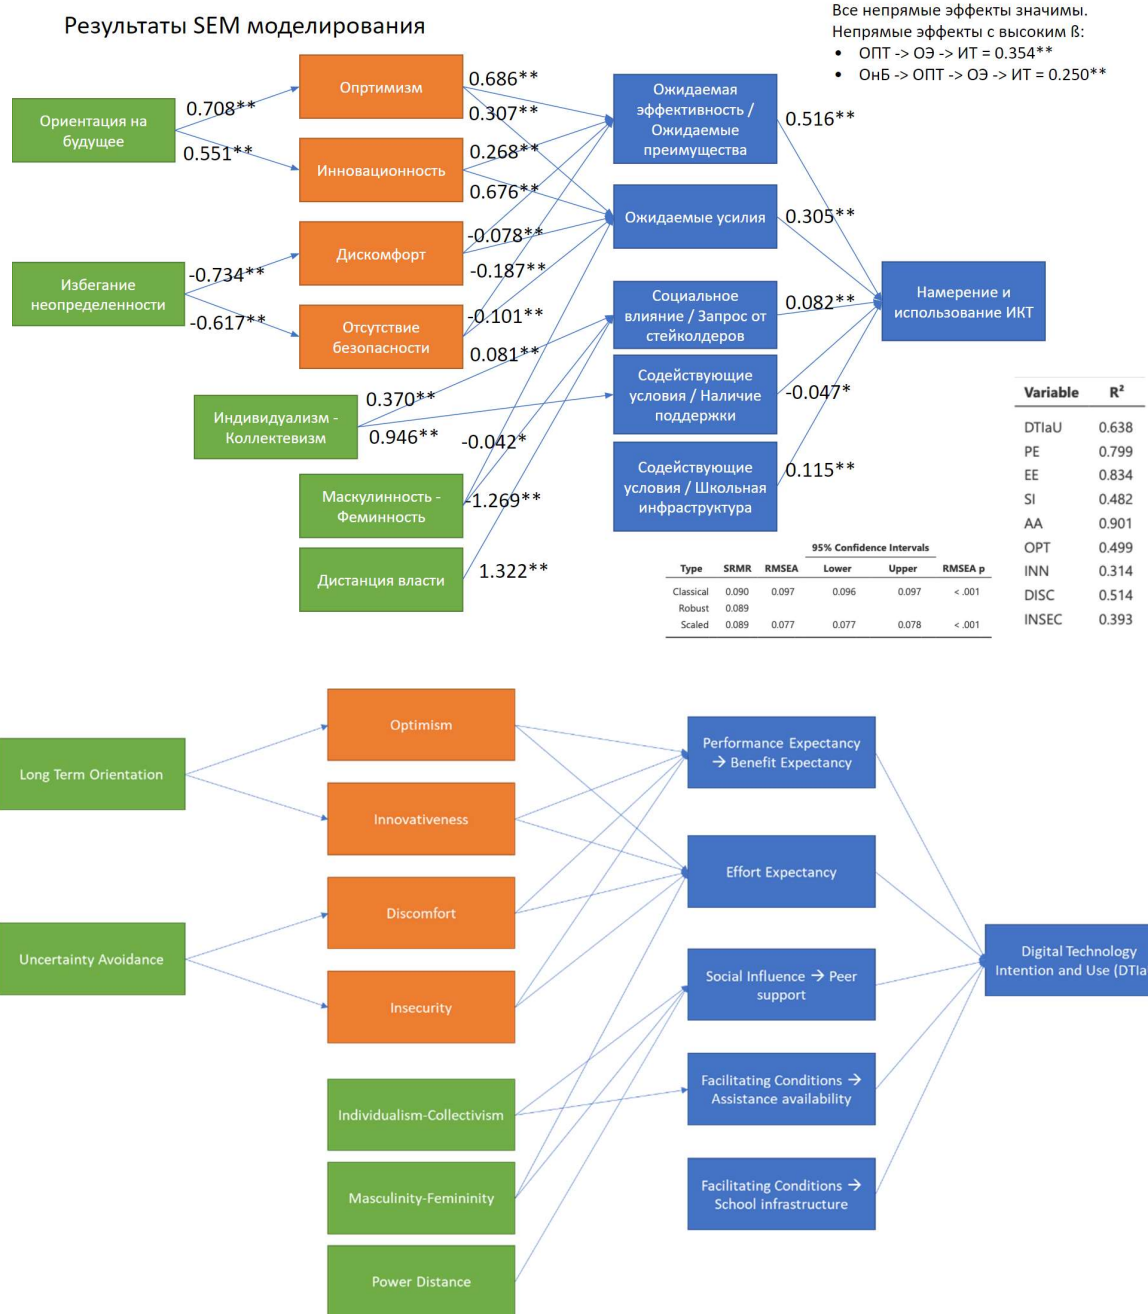 Результаты SEM моделирования
Все непрямые эффекты значимы.
Непрямые эффекты с высоким ß:
• ОПТ -> ОЭ -> ИТ = 0.354**
• ОнБ -> ОПТ -> ОЭ -> ИТ = 0.250**
Ориентация на
будущее
0.708**
0.551**
Оптримизм
0.686**
0.307**
Инновационность
0.268**
0.676**
Ожидаемая
эффективность /
Ожидаемые
преимущества
0.516**
Ожидаемые усилия
0.305**
Избегание
неопределенности
-0.734**
-0.617**
Дискомфорт
-0.078**
-0.187**
Отсутствие
безопасности
-0.101**
0.081**
Социальное
влияние / Запрос от
стейколдеров
0.082**
Намерение и
использование ИКТ
Индивидуализм -
Коллектевизм
0.370**
0.946**
Содействующие
условия / Наличие
поддержки
-0.047*
Маскулинность -
Феминность
-0.042*
-1.269**
Содействующие
условия / Школьная
инфраструктура
0.115**
Дистанция власти
1.322**
95% Confidence Intervals
Type SRMR RMSEA Lower Upper RMSEA p
Classical 0.090 0.097 0.096 0.097 < .001
Robust 0.089
Scaled 0.089 0.077 0.077 0.078 < .001
Variable R²
DTIaU 0.638
PE 0.799
EE 0.834
SI 0.482
AA 0.901
OPT 0.499
INN 0.314
DISC 0.514
INSEC 0.393
Long Term Orientation
Uncertainty Avoidance
Optimism
Innovativeness
Discomfort
Insecurity
Individualism-Collectivism
Masculinity-Femininity
Power Distance
Performance Expectancy
→ Benefit Expectancy
Effort Expectancy
Social Influence → Peer
support
Facilitating Conditions →
Assistance availability
Facilitating Conditions →
School infrastructure
Digital Technology
Intention and Use (DTIa